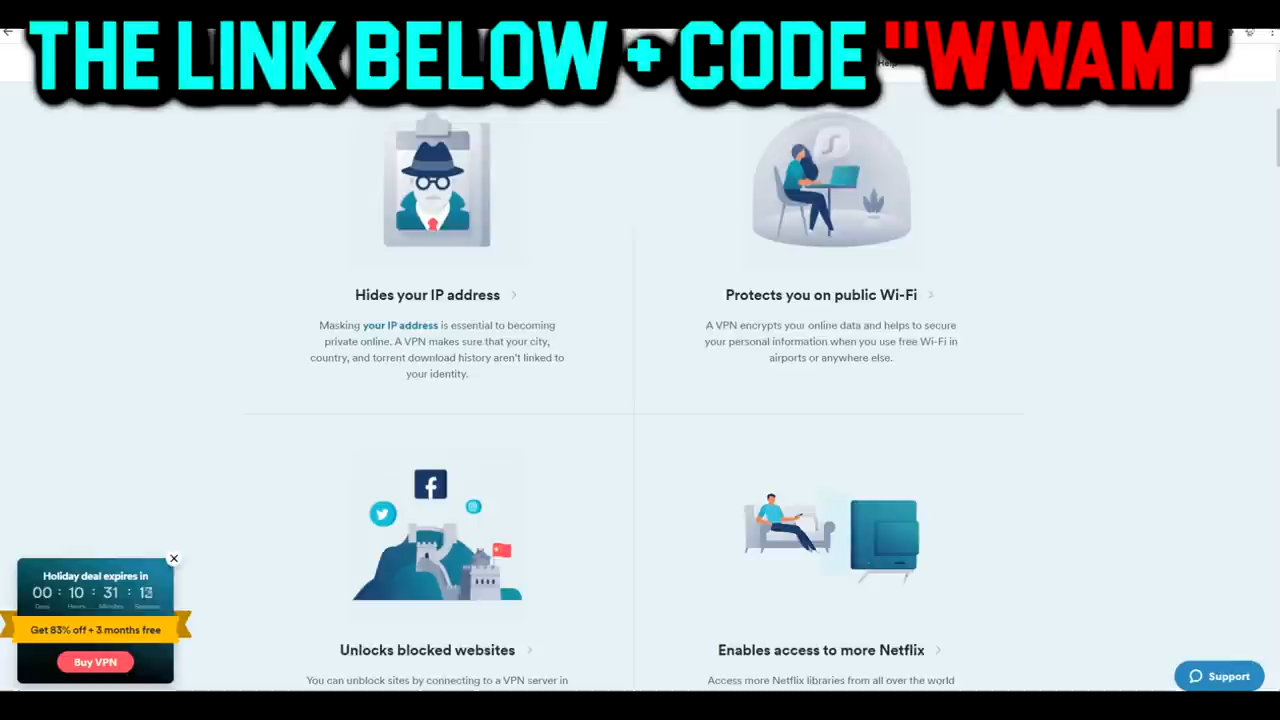 THE LINK BELOW + CODE "WWAM"
Help
Hides your IP address
Masking your IP address is essential to becoming
private online. A VPN makes sure that your city,
country, and torrent download history aren't linked to
your identity.
Protects you on public Wi-Fi
A VPN encrypts your online data and helps to secure
your personal information when you use free Wi-Fi in
airports or anywhere else.
Unlocks blocked websites
You can unblock sites by connecting to a VPN server in
Enables access to more Netflix
Access more Netflix libraries from all over the world
Holiday deal expires in
00 : 10 : 31 : 13
Days Hours Minutes Seconds
Get 83% off + 3 months free
Buy VPN
Support